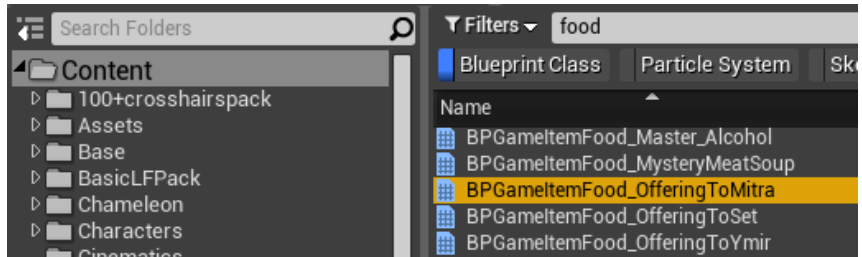 Search Folders
Content
100+crosshairspack
Assets
Base
BasicLFPack
Chameleon
Characters
Cinematics
Filters food
Blueprint Class Particle System
Name
BPGameItemFood_Master_Alcohol
BPGameItemFood_MysteryMeatSoup
BPGameItemFood_OfferingToMitra
BPGameItemFood_OfferingToSet
BPGameItemFood_OfferingToYmir